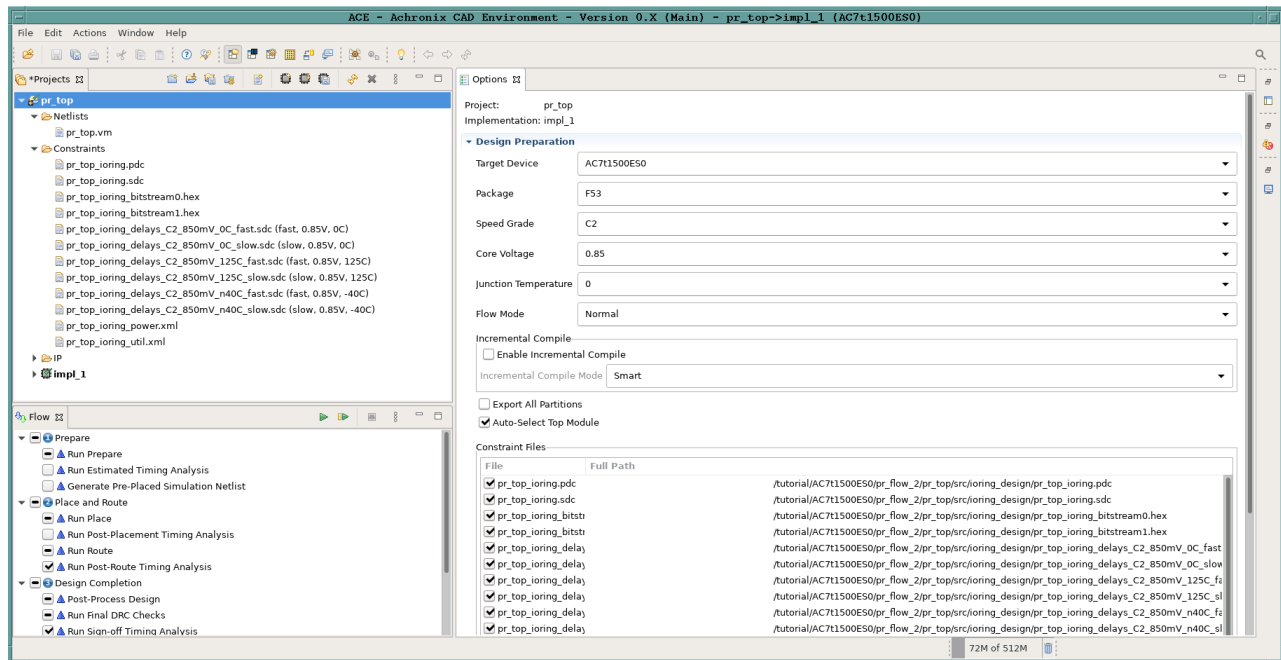 ACE - Achronix CAD Environment - Version 0.X (Main) - pr_top->impl_1 (AC7t1500ES0)
File Edit Actions Window Help
*Projects
pr_top
Netlists
pr_top.vm
Constraints
pr_top_ioring.pdc
pr_top_ioring.sdc
pr_top_ioring_bitstream0.hex
pr_top_ioring_bitstream1.hex
pr_top_ioring_delays_C2_850mV_0C_fast.sdc (fast, 0.85V, 0C)
pr_top_ioring_delays_C2_850mV_0C_slow.sdc (slow, 0.85V, 0C)
pr_top_ioring_delays_C2_850mV_125C_fast.sdc (fast, 0.85V, 125C)
pr_top_ioring_delays_C2_850mV_125C_slow.sdc (slow, 0.85V, 125C)
pr_top_ioring_delays_C2_850mV_n40C_fast.sdc (fast, 0.85V, -40C)
pr_top_ioring_delays_C2_850mV_n40C_slow.sdc (slow, 0.85V, -40C)
pr_top_ioring_power.xml
pr_top_ioring_util.xml
IP
impl_1
Flow
1 Prepare
Run Prepare
Run Estimated Timing Analysis
Generate Pre-Placed Simulation Netlist
2 Place and Route
Run Place
Run Post-Placement Timing Analysis
Run Route
Run Post-Route Timing Analysis
3 Design Completion
Post-Process Design
Run Final DRC Checks
Run Sign-off Timing Analysis
Options
Project: pr_top
Implementation: impl_1
Design Preparation
Target Device AC7t1500ES0
Package F53
Speed Grade C2
Core Voltage 0.85
Junction Temperature 0
Flow Mode Normal
Incremental Compile
Enable Incremental Compile
Incremental Compile Mode Smart
Export All Partitions
Auto-Select Top Module
Constraint Files
File Full Path
pr_top_ioring.pdc /tutorial/AC7t1500ES0/pr_flow_2/pr_top/src/ioring_design/pr_top_ioring.pdc
pr_top_ioring.sdc /tutorial/AC7t1500ES0/pr_flow_2/pr_top/src/ioring_design/pr_top_ioring.sdc
pr_top_ioring_bitstr /tutorial/AC7t1500ES0/pr_flow_2/pr_top/src/ioring_design/pr_top_ioring_bitstream0.hex
pr_top_ioring_bitstr /tutorial/AC7t1500ES0/pr_flow_2/pr_top/src/ioring_design/pr_top_ioring_bitstream1.hex
pr_top_ioring_delay /tutorial/AC7t1500ES0/pr_flow_2/pr_top/src/ioring_design/pr_top_ioring_delays_C2_850mV_0C_fast
pr_top_ioring_delay /tutorial/AC7t1500ES0/pr_flow_2/pr_top/src/ioring_design/pr_top_ioring_delays_C2_850mV_0C_slow
pr_top_ioring_delay /tutorial/AC7t1500ES0/pr_flow_2/pr_top/src/ioring_design/pr_top_ioring_delays_C2_850mV_125C_fa
pr_top_ioring_delay /tutorial/AC7t1500ES0/pr_flow_2/pr_top/src/ioring_design/pr_top_ioring_delays_C2_850mV_125C_sl
pr_top_ioring_delay /tutorial/AC7t1500ES0/pr_flow_2/pr_top/src/ioring_design/pr_top_ioring_delays_C2_850mV_n40C_fa
pr_top_ioring_delay /tutorial/AC7t1500ES0/pr_flow_2/pr_top/src/ioring_design/pr_top_ioring_delays_C2_850mV_n40C_sl
72M of 512M